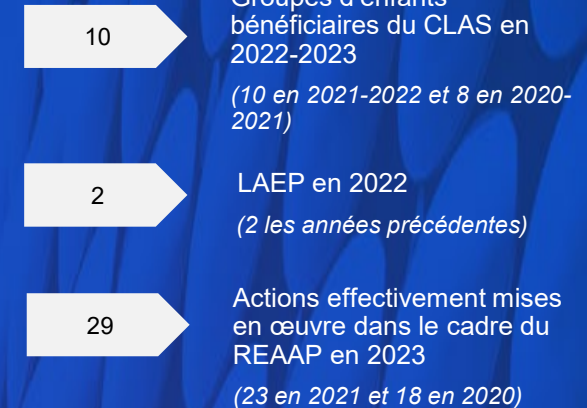 Groupes d'enfants
10
bénéficiaires du CLAS en
2022-2023
(10 en 2021-2022 et 8 en 2020-
2021)
2
LAEP en 2022
(2 les années précédentes)
29
Actions effectivement mises
en œuvre dans le cadre du
REAAP en 2023
(23 en 2021 et 18 en 2020)